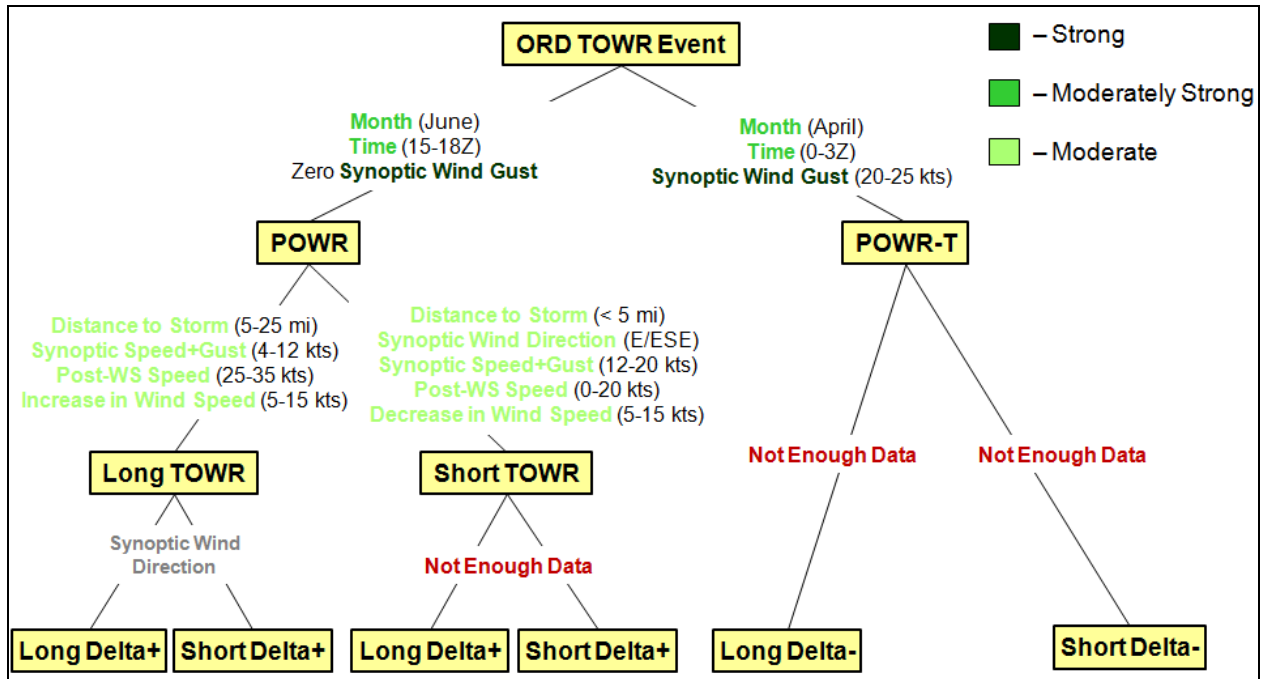 ORD TOWR Event
– Strong
– Moderately Strong
– Moderate
Month (June)
Time (15-18Z)
Zero Synoptic Wind Gust
Month (April)
Time (0-3Z)
Synoptic Wind Gust (20-25 kts)
POWR
POWR-T
Distance to Storm (5-25 mi)
Synoptic Speed+Gust (4-12 kts)
Post-WS Speed (25-35 kts)
Increase in Wind Speed (5-15 kts)
Distance to Storm (< 5 mi)
Synoptic Wind Direction (E/ESE)
Synoptic Speed+Gust (12-20 kts)
Post-WS Speed (0-20 kts)
Decrease in Wind Speed (5-15 kts)
Not Enough Data
Not Enough Data
Long TOWR
Short TOWR
Synoptic Wind
Direction
Not Enough Data
Long Delta+
Short Delta+
Long Delta+
Short Delta+
Long Delta-
Short Delta-